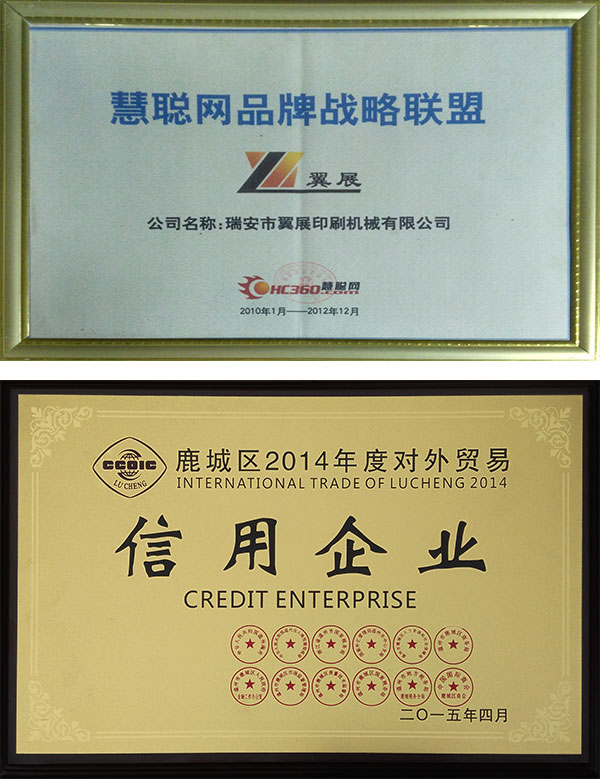 慧聪网品牌战略联盟
翼展
公司名称:瑞安市翼展印刷机械有限公司
HC360慧聪网
.com
2010年1月——2012年12月
CCOIC
LU CHENG
鹿城区2014年度对外贸易
INTERNATIONAL TRADE OF LUCHENG 2014
信用企业
CREDIT ENTERPRISE
二〇一五年四月